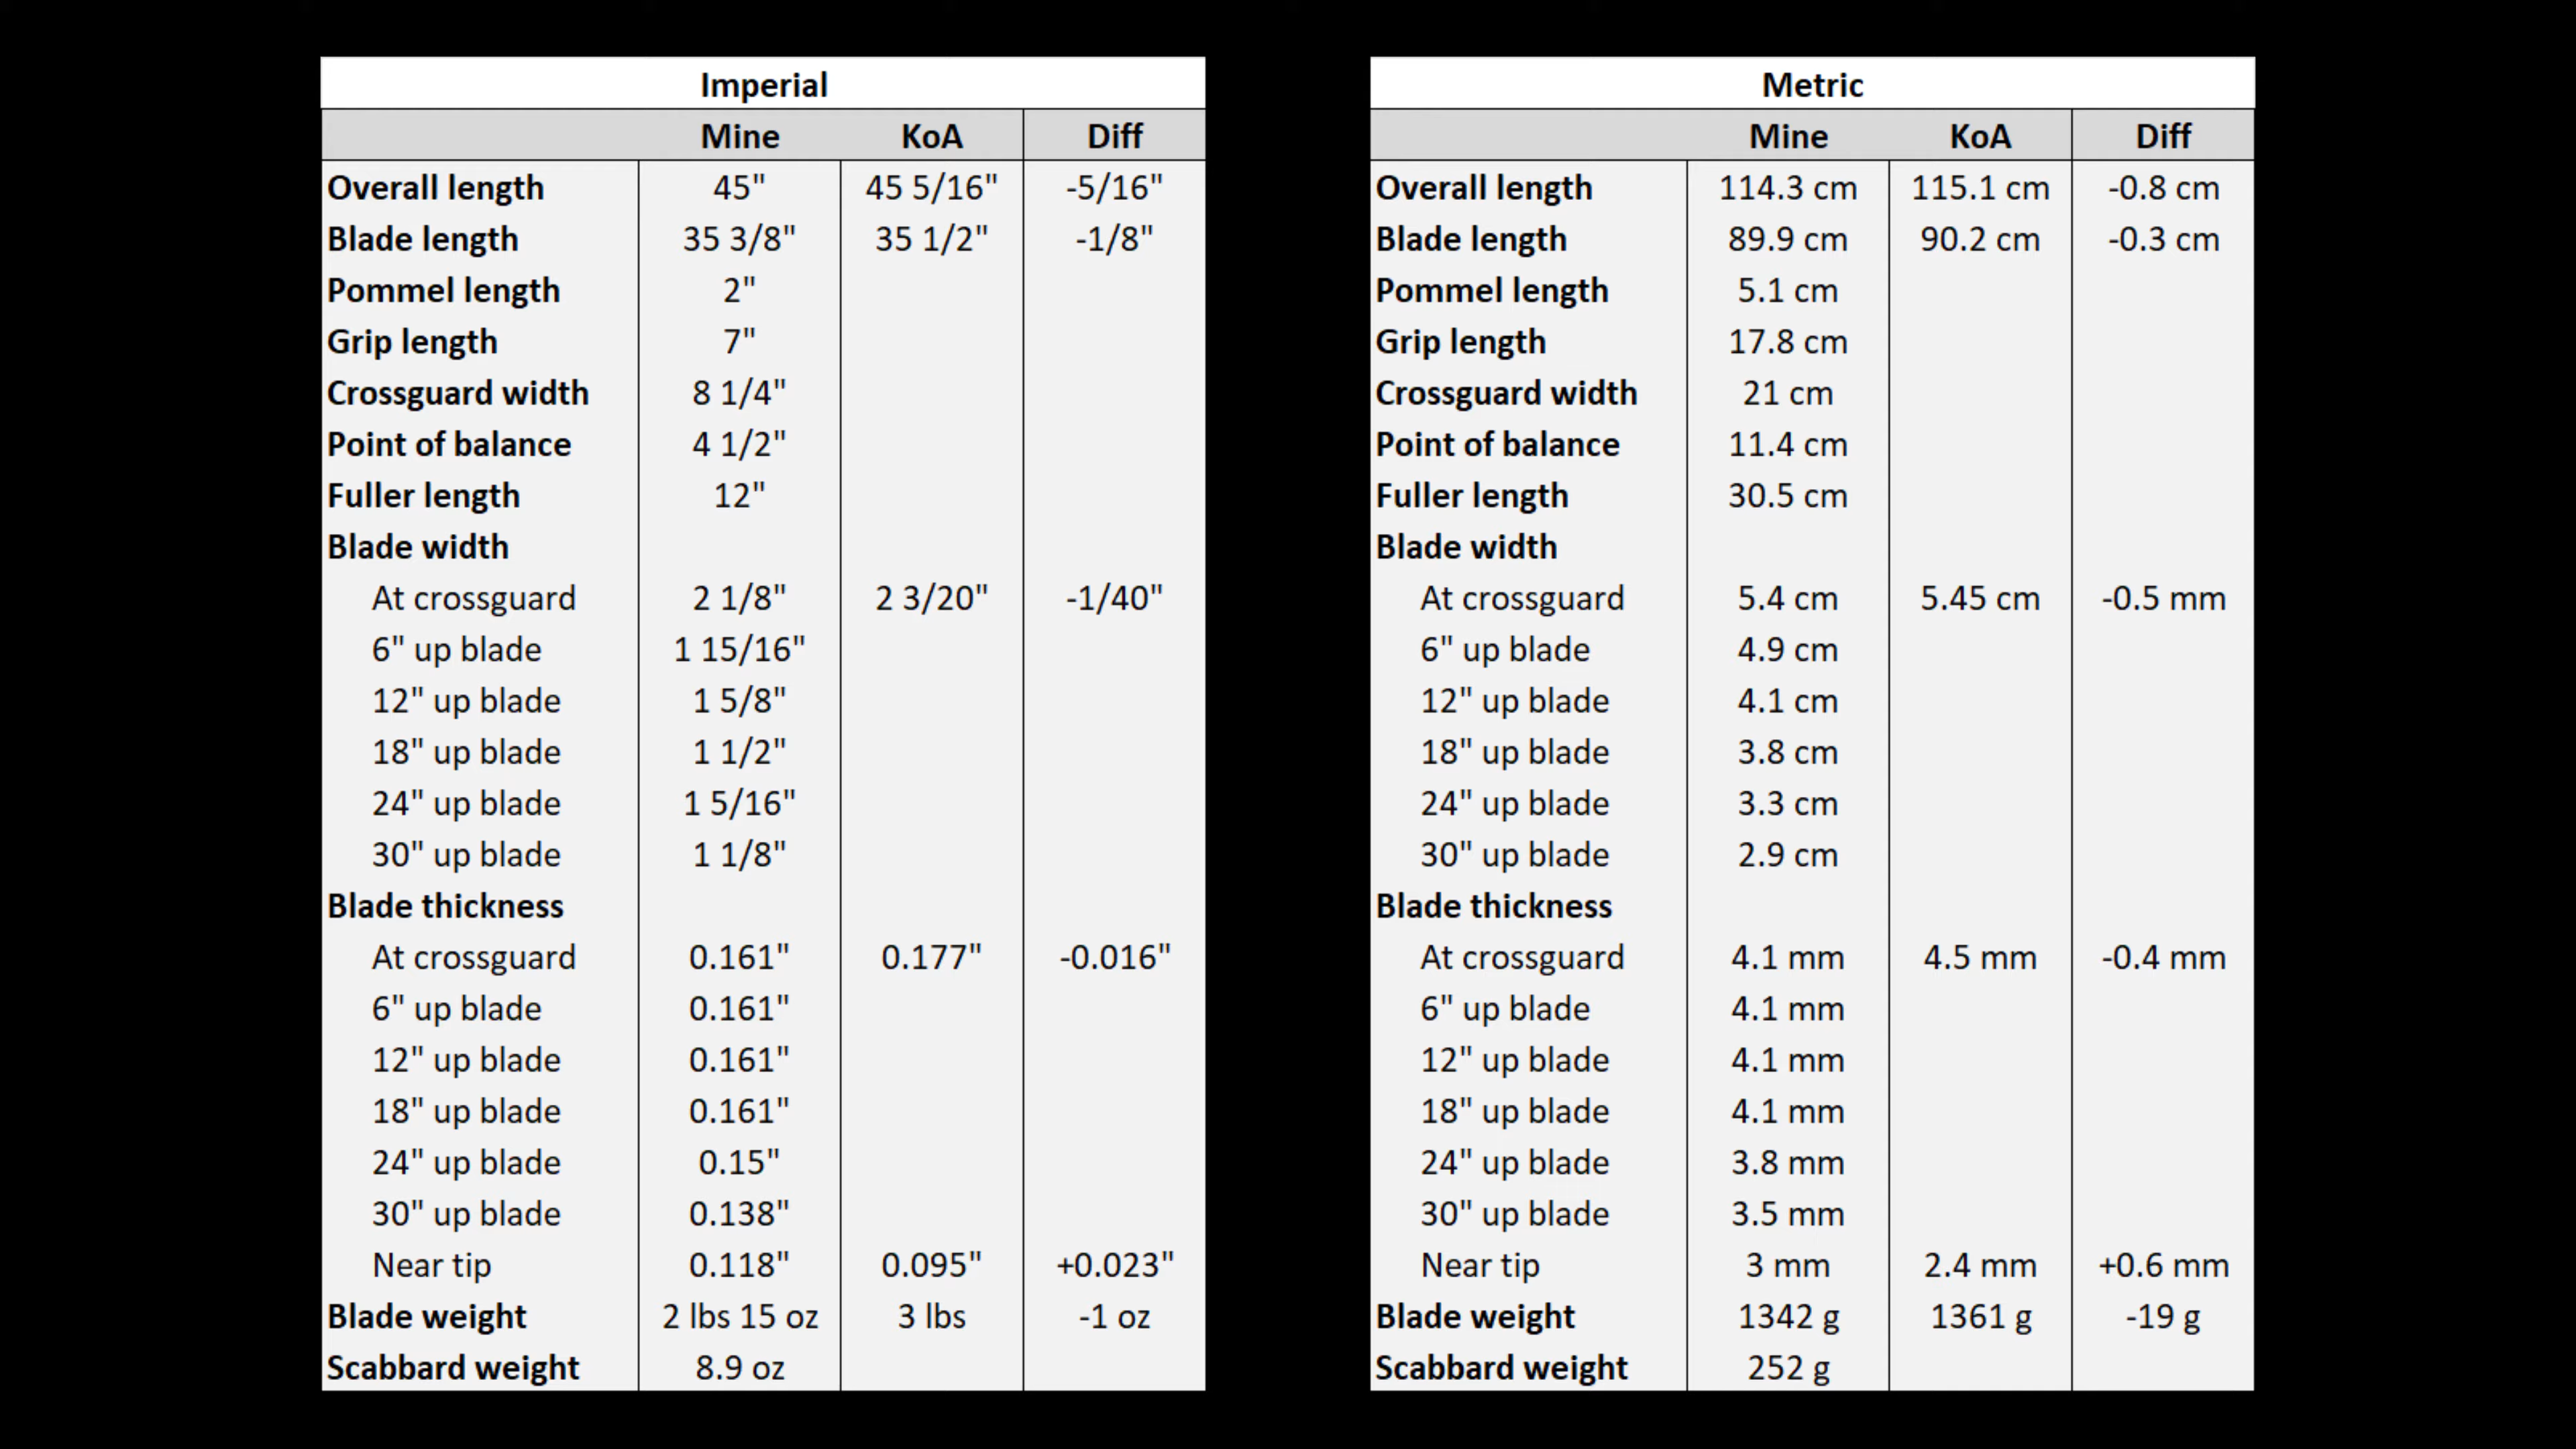 Imperial
Mine KoA Diff
Overall length 45" 45 5/16" -5/16"
Blade length 35 3/8" 35 1/2" -1/8"
Pommel length 2"
Grip length 7"
Crossguard width 8 1/4"
Point of balance 4 1/2"
Fuller length 12"
Blade width
At crossguard 2 1/8" 2 3/20" -1/40"
6" up blade 1 15/16"
12" up blade 1 5/8"
18" up blade 1 1/2"
24" up blade 1 5/16"
30" up blade 1 1/8"
Blade thickness
At crossguard 0.161" 0.177" -0.016"
6" up blade 0.161"
12" up blade 0.161"
18" up blade 0.161"
24" up blade 0.15"
30" up blade 0.138"
Near tip 0.118" 0.095" +0.023"
Blade weight 2 lbs 15 oz 3 lbs -1 oz
Scabbard weight 8.9 oz
Metric
Mine KoA Diff
Overall length 114.3 cm 115.1 cm -0.8 cm
Blade length 89.9 cm 90.2 cm -0.3 cm
Pommel length 5.1 cm
Grip length 17.8 cm
Crossguard width 21 cm
Point of balance 11.4 cm
Fuller length 30.5 cm
Blade width
At crossguard 5.4 cm 5.45 cm -0.5 mm
6" up blade 4.9 cm
12" up blade 4.1 cm
18" up blade 3.8 cm
24" up blade 3.3 cm
30" up blade 2.9 cm
Blade thickness
At crossguard 4.1 mm 4.5 mm -0.4 mm
6" up blade 4.1 mm
12" up blade 4.1 mm
18" up blade 4.1 mm
24" up blade 3.8 mm
30" up blade 3.5 mm
Near tip 3 mm 2.4 mm +0.6 mm
Blade weight 1342 g 1361 g -19 g
Scabbard weight 252 g